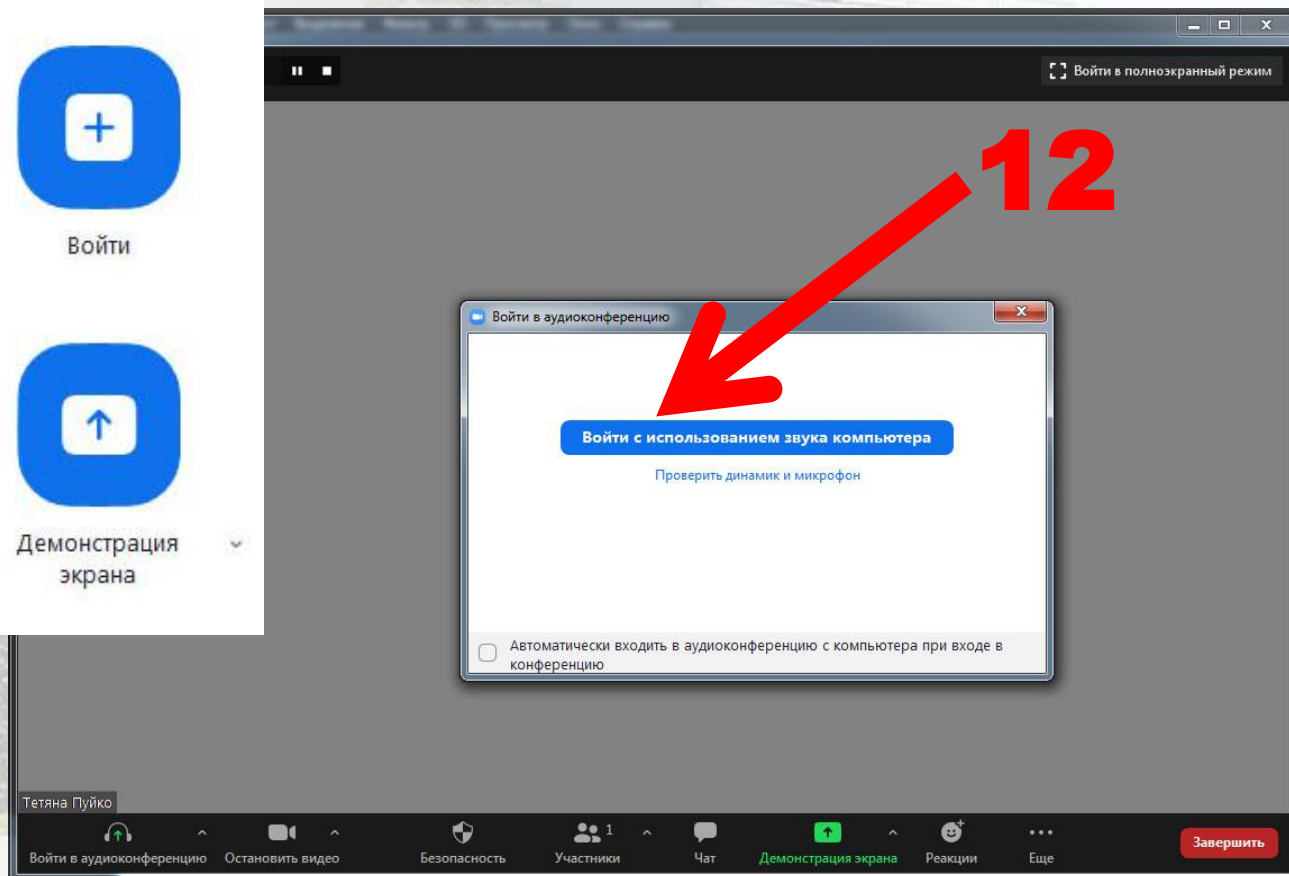 Войти в полноэкранный режим
12
Войти
Войти в аудиоконференцию
Войти с использованием звука компьютера
Проверить динамик и микрофон
Демонстрация
экрана
Автоматически входить в аудиоконференцию с компьютера при входе в
конференцию
Тетяна Пуйко
1
Войти в аудиоконференцию Остановить видео Безопасность Участники Чат Демонстрация экрана Реакции Еще Завершить